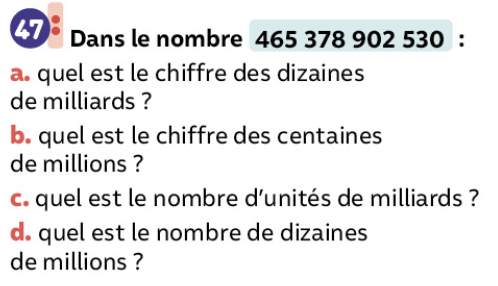 47 Dans le nombre 465 378 902 530 :
a. quel est le chiffre des dizaines
de milliards ?
b. quel est le chiffre des centaines
de millions ?
c. quel est le nombre d'unités de milliards ?
d. quel est le nombre de dizaines
de millions ?